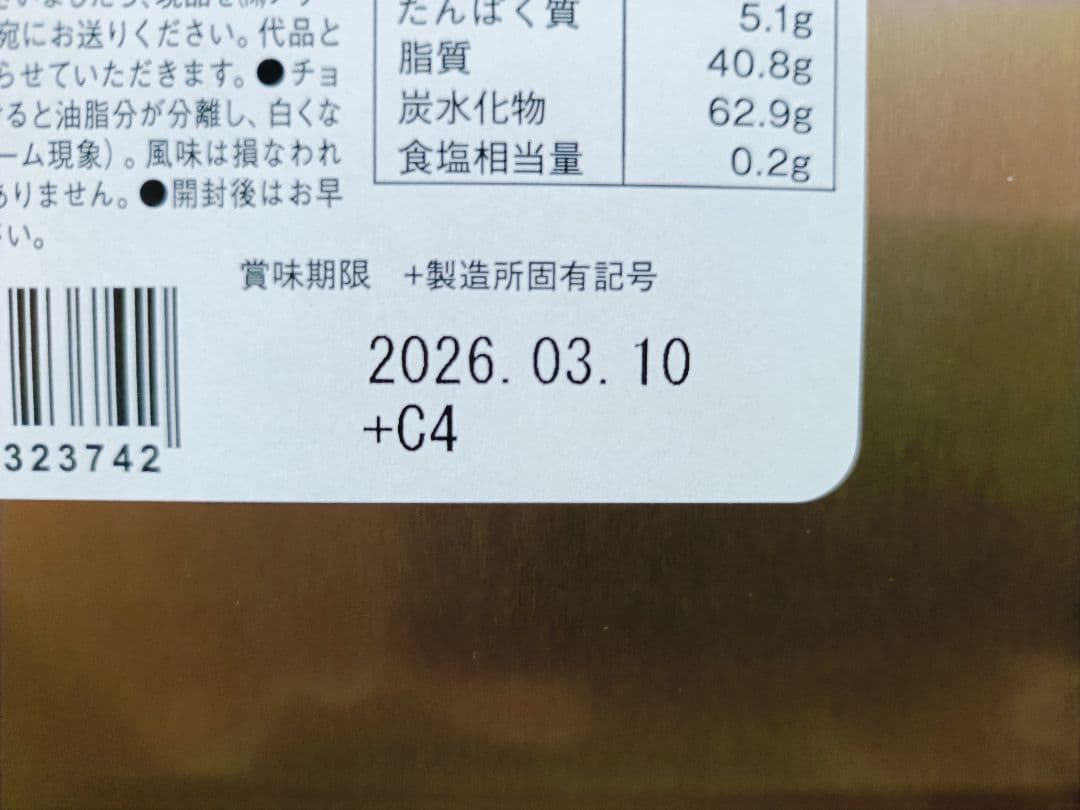 宛にお送りください。代品と
らせていただきます。●チョ
ると油脂分が分離し、白くな
ーム現象）。風味は損なわれ
ありません。●開封後はお早
い。
たんぱく質 5.1g
脂質 40.8g
炭水化物 62.9g
食塩相当量 0.2g
賞味期限 +製造所固有記号
2026.03.10
+C4
323742